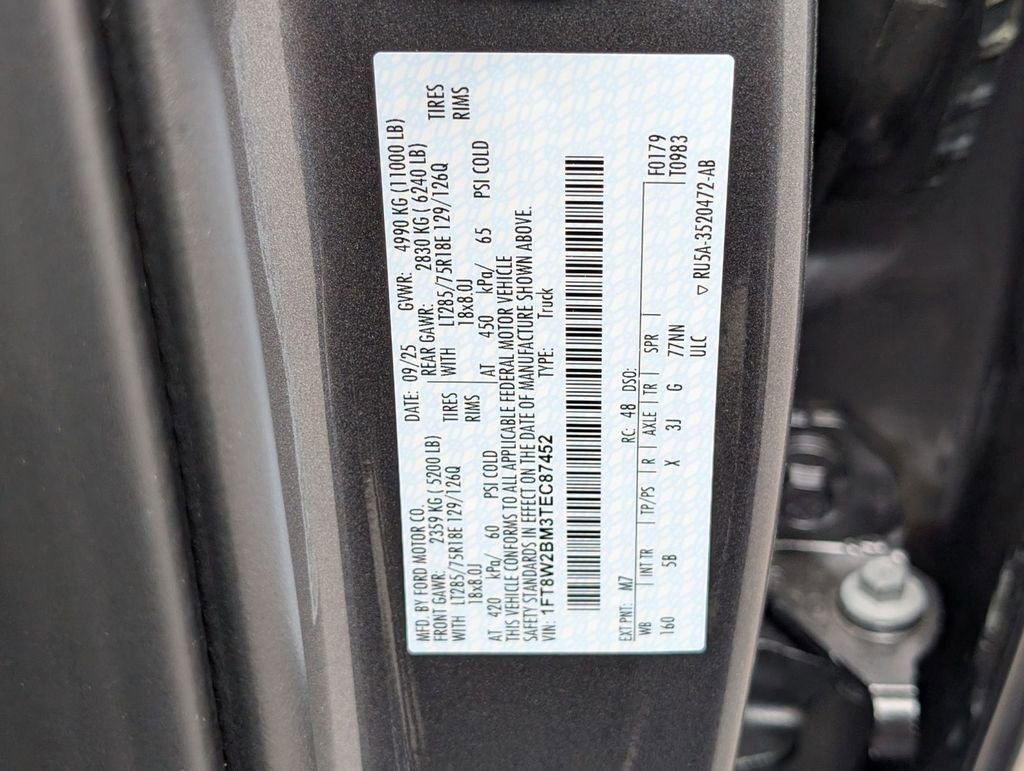 MFD. BY FORD MOTOR CO. DATE: 09/25 GVWR: 4990 KG (11000 LB)
FRONT GAWR: 2359 KG ( 5200 LB) REAR GAWR: 2830 KG ( 6240 LB)
WITH LT285/75R18E 129/126Q TIRES WITH LT285/75R18E 129/126Q TIRES
18x8.0J RIMS 18x8.0J RIMS
AT 420 kPa/ 60 PSI COLD AT 450 kPa/ 65 PSI COLD
THIS VEHICLE CONFORMS TO ALL APPLICABLE FEDERAL MOTOR VEHICLE
SAFETY STANDARDS IN EFFECT ON THE DATE OF MANUFACTURE SHOWN ABOVE.
VIN: 1FT8W2BM3TEC87452 TYPE: Truck
F0179
T0983
EXT PNT: M7 RC: 48 DSO:
WB INT TR TP/PS R AXLE TR SPR
160 5B X 3J G 77NN
ULC
▽ RU5A-3520472-AB